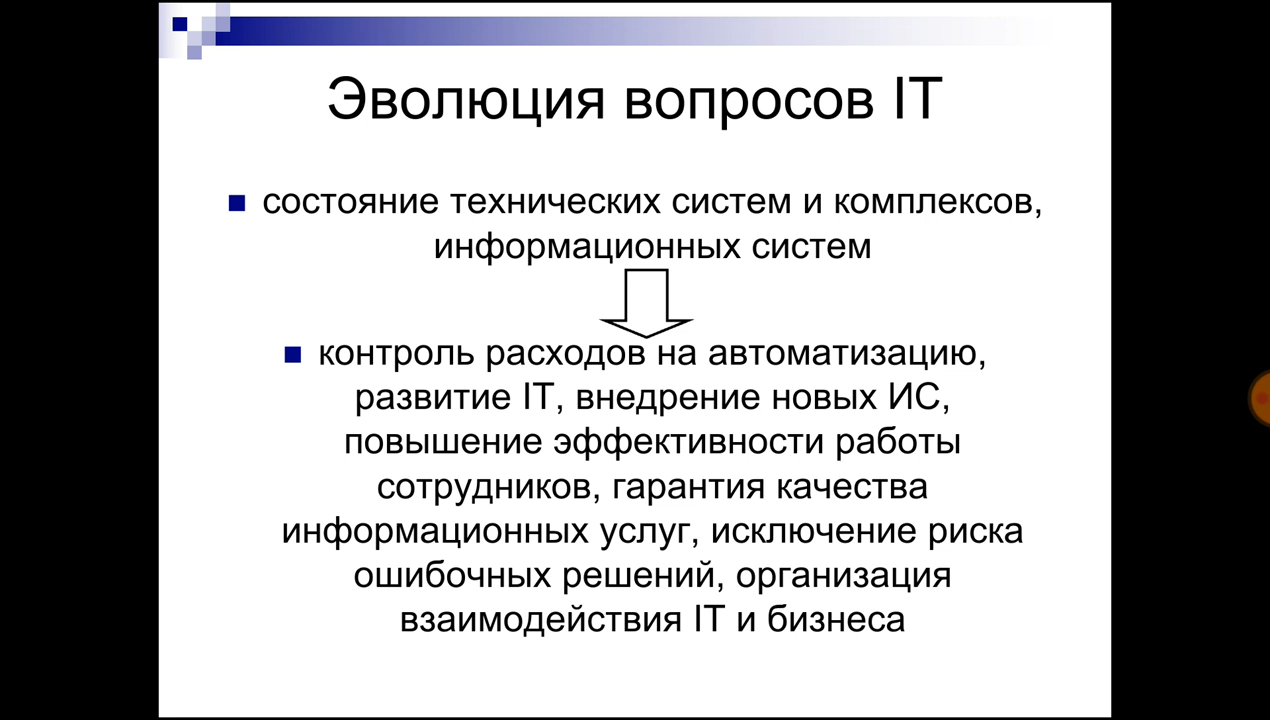 Эволюция вопросов IT
состояние технических систем и комплексов,
информационных систем
контроль расходов на автоматизацию,
развитие IT, внедрение новых ИС,
повышение эффективности работы
сотрудников, гарантия качества
информационных услуг, исключение риска
ошибочных решений, организация
взаимодействия IT и бизнеса